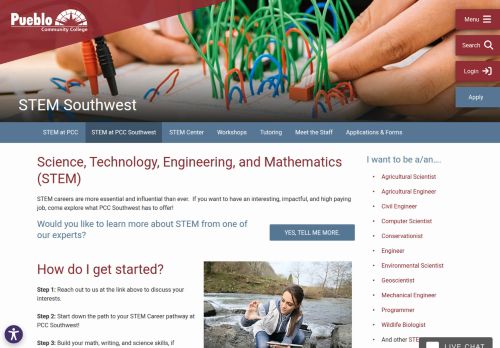 Pueblo
Community College
Menu
Search
Login
Apply
STEM Southwest
STEM at PCC
STEM at PCC Southwest
STEM Center
Workshops
Tutoring
Meet the Staff
Applications & Forms
Science, Technology, Engineering, and Mathematics
(STEM)
STEM careers are more essential and influential than ever. If you want to have an interesting, impactful, and high paying
job, come explore what PCC Southwest has to offer!
Would you like to learn more about STEM from one of
our experts?
YES, TELL ME MORE.
How do I get started?
Step 1: Reach out to us at the link above to discuss your
interests.
Step 2: Start down the path to your STEM Career pathway at
PCC Southwest!
Step 3: Build your math, writing, and science skills, if
I want to be a/an....
Agricultural Scientist
Agricultural Engineer
Civil Engineer
Computer Scientist
Conservationist
Engineer
Environmental Scientist
Geoscientist
Mechanical Engineer
Programmer
Wildlife Biologist
And other STE
LIVE CHAT